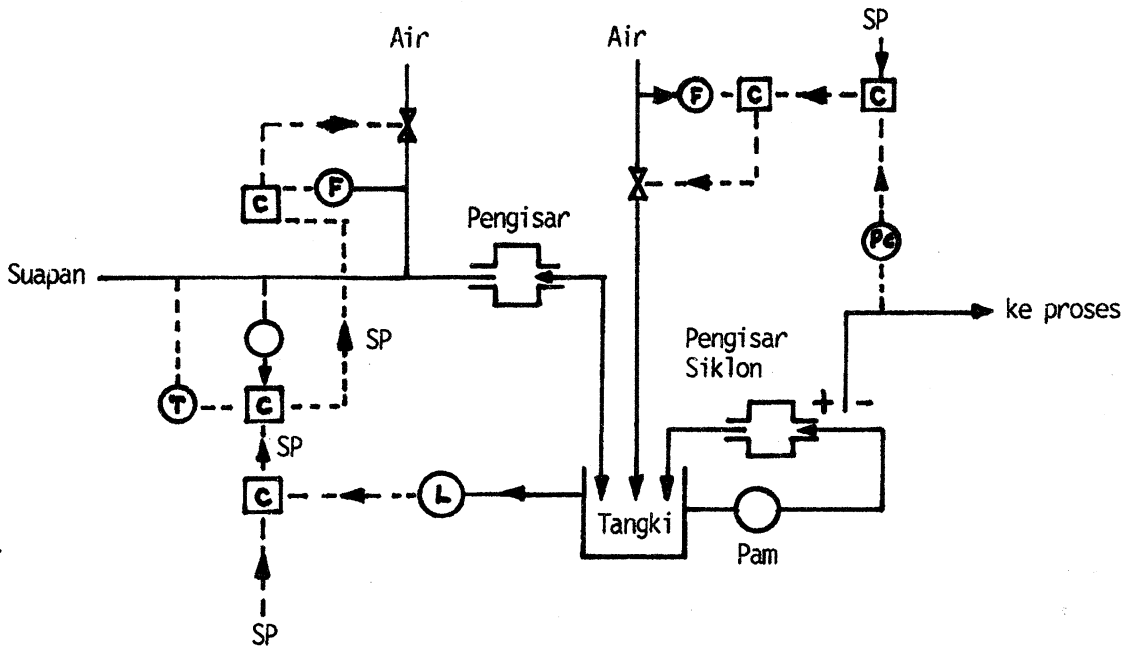 Air
Air
SP
F
C
C
F
C
Pengisar
Pc
Suapan
ke proses
SP
Pengisar
Siklon
T
C
+ -
SP
C
L
Tangki
Pam
SP